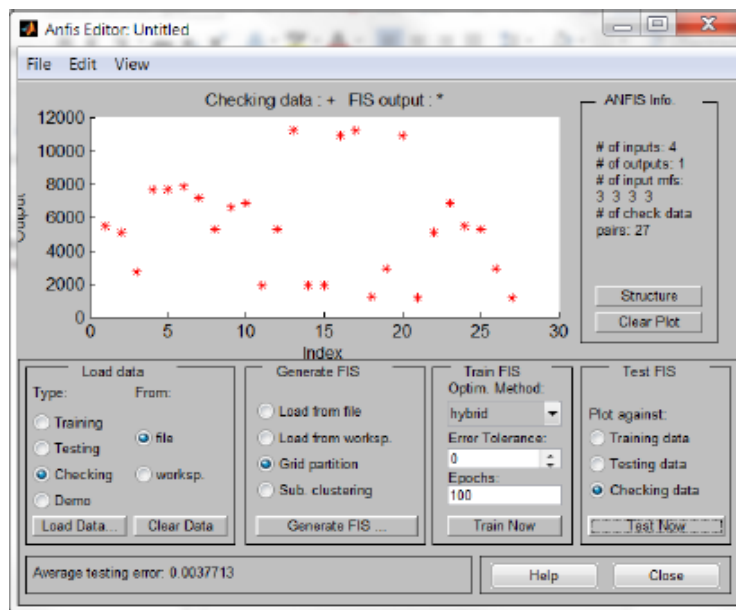 Anfis Editor: Untitled
File Edit View
Checking data : + FIS output : *
12000
10000
8000
6000
4000
2000
0
Output
0 5 10 15 20 25 30
Index
ANFIS Info.
# of inputs: 4
# of outputs: 1
# of input mfs:
3 3 3 3
# of check data
pairs: 27
Structure
Clear Plot
Load data
Type: From:
Training
Testing
Checking
Demo
file
worksp.
Load Data... Clear Data
Generate FIS
Load from file
Load from worksp.
Grid partition
Sub. clustering
Generate FIS ...
Train FIS
Optim. Method:
hybrid
Error Tolerance:
0
Epochs:
100
Train Now
Test FIS
Plot against:
Training data
Testing data
Checking data
Test Now
Average testing error: 0.0037713
Help Close